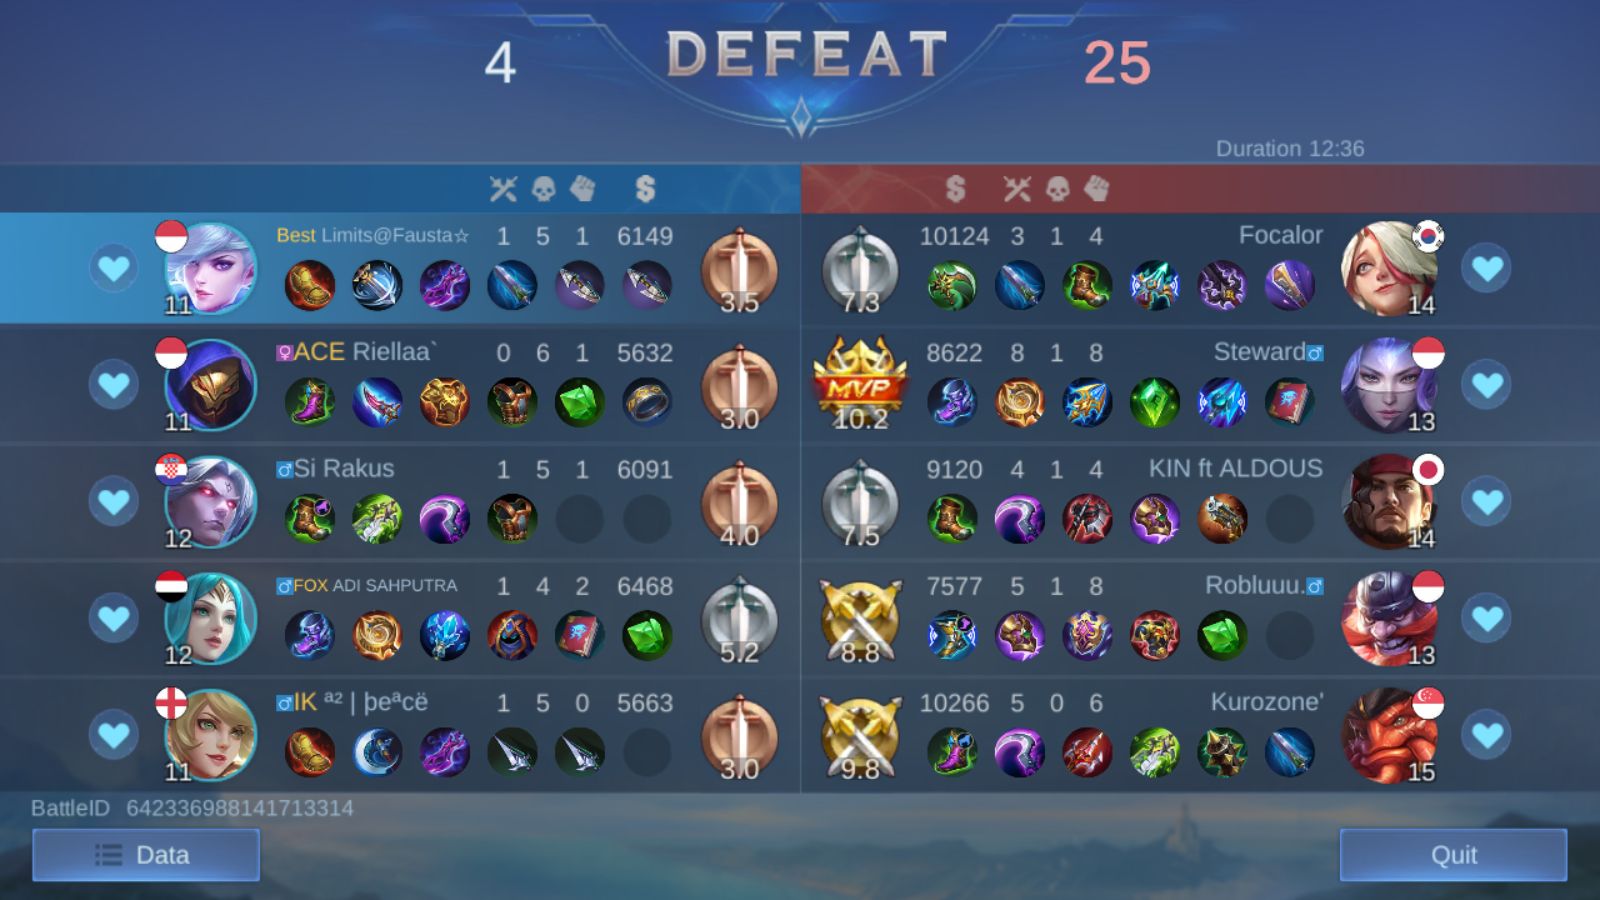 4 DEFEAT 25
Duration 12:36
Best Limits@Fausta☆ 1 5 1 6149 3.5 11
7.3 10124 3 1 4 Focalor 14
ACE Riellaa` 0 6 1 5632 3.0 11
MVP 10.2 8622 8 1 8 Steward 13
Si Rakus 1 5 1 6091 4.0 12
7.5 9120 4 1 4 KIN ft ALDOUS 14
FOX ADI SAHPUTRA 1 4 2 6468 5.2 12
8.8 7577 5 1 8 Robluuu. 13
IK ª² | þeªcë 1 5 0 5663 3.0 11
9.8 10266 5 0 6 Kurozone' 15
BattleID 642336988141713314
Data Quit